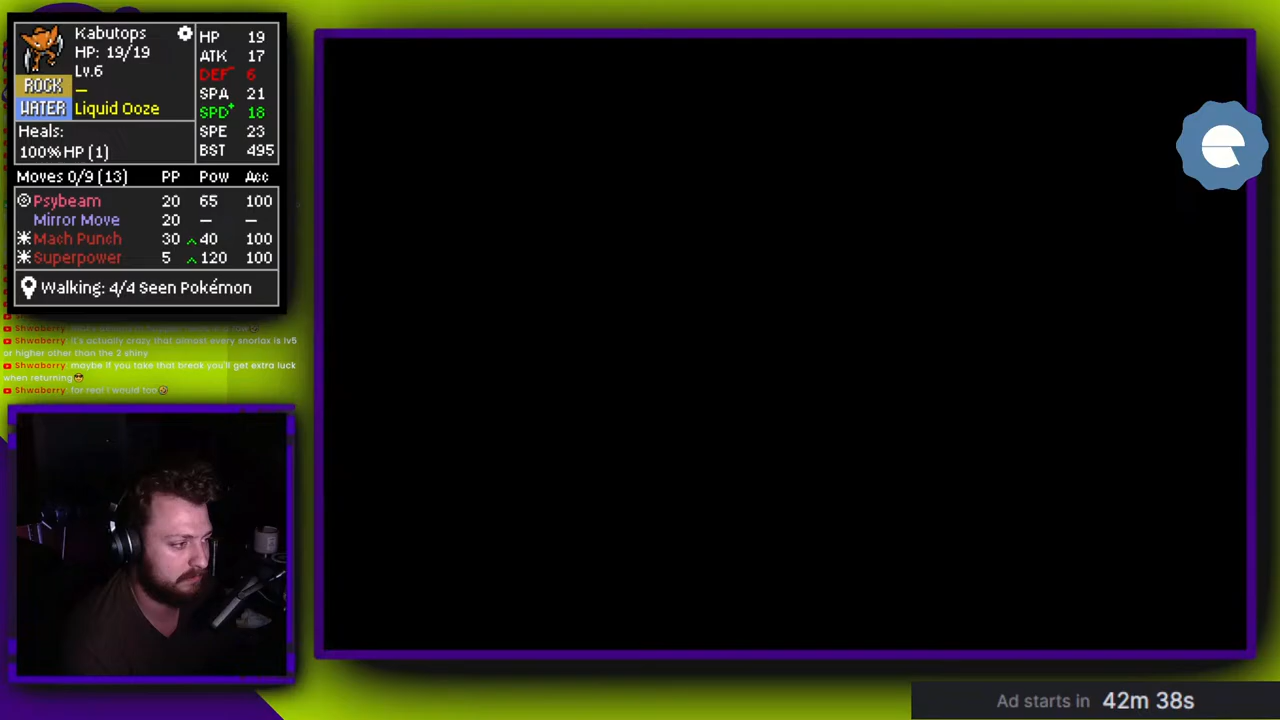 Kabutops
HP: 19/19
Lv.6
ROCK
WATER
—
Liquid Ooze
Heals:
100% HP (1)
HP 19
ATK 17
DEF- 6
SPA 21
SPD+ 18
SPE 23
BST 495
Moves 0/9 (13) PP Pow Acc
Psybeam 20 65 100
Mirror Move 20 — —
Mach Punch 30 40 100
Superpower 5 120 100
Walking: 4/4 Seen Pokémon
Shwaberry
Shwaberry it's actually crazy that almost every snorlax is lv5
or higher other than the 2 shiny
Shwaberry maybe if you take that break you'll get extra luck
when returning
Shwaberry for real i would too
Ad starts in 42m 38s